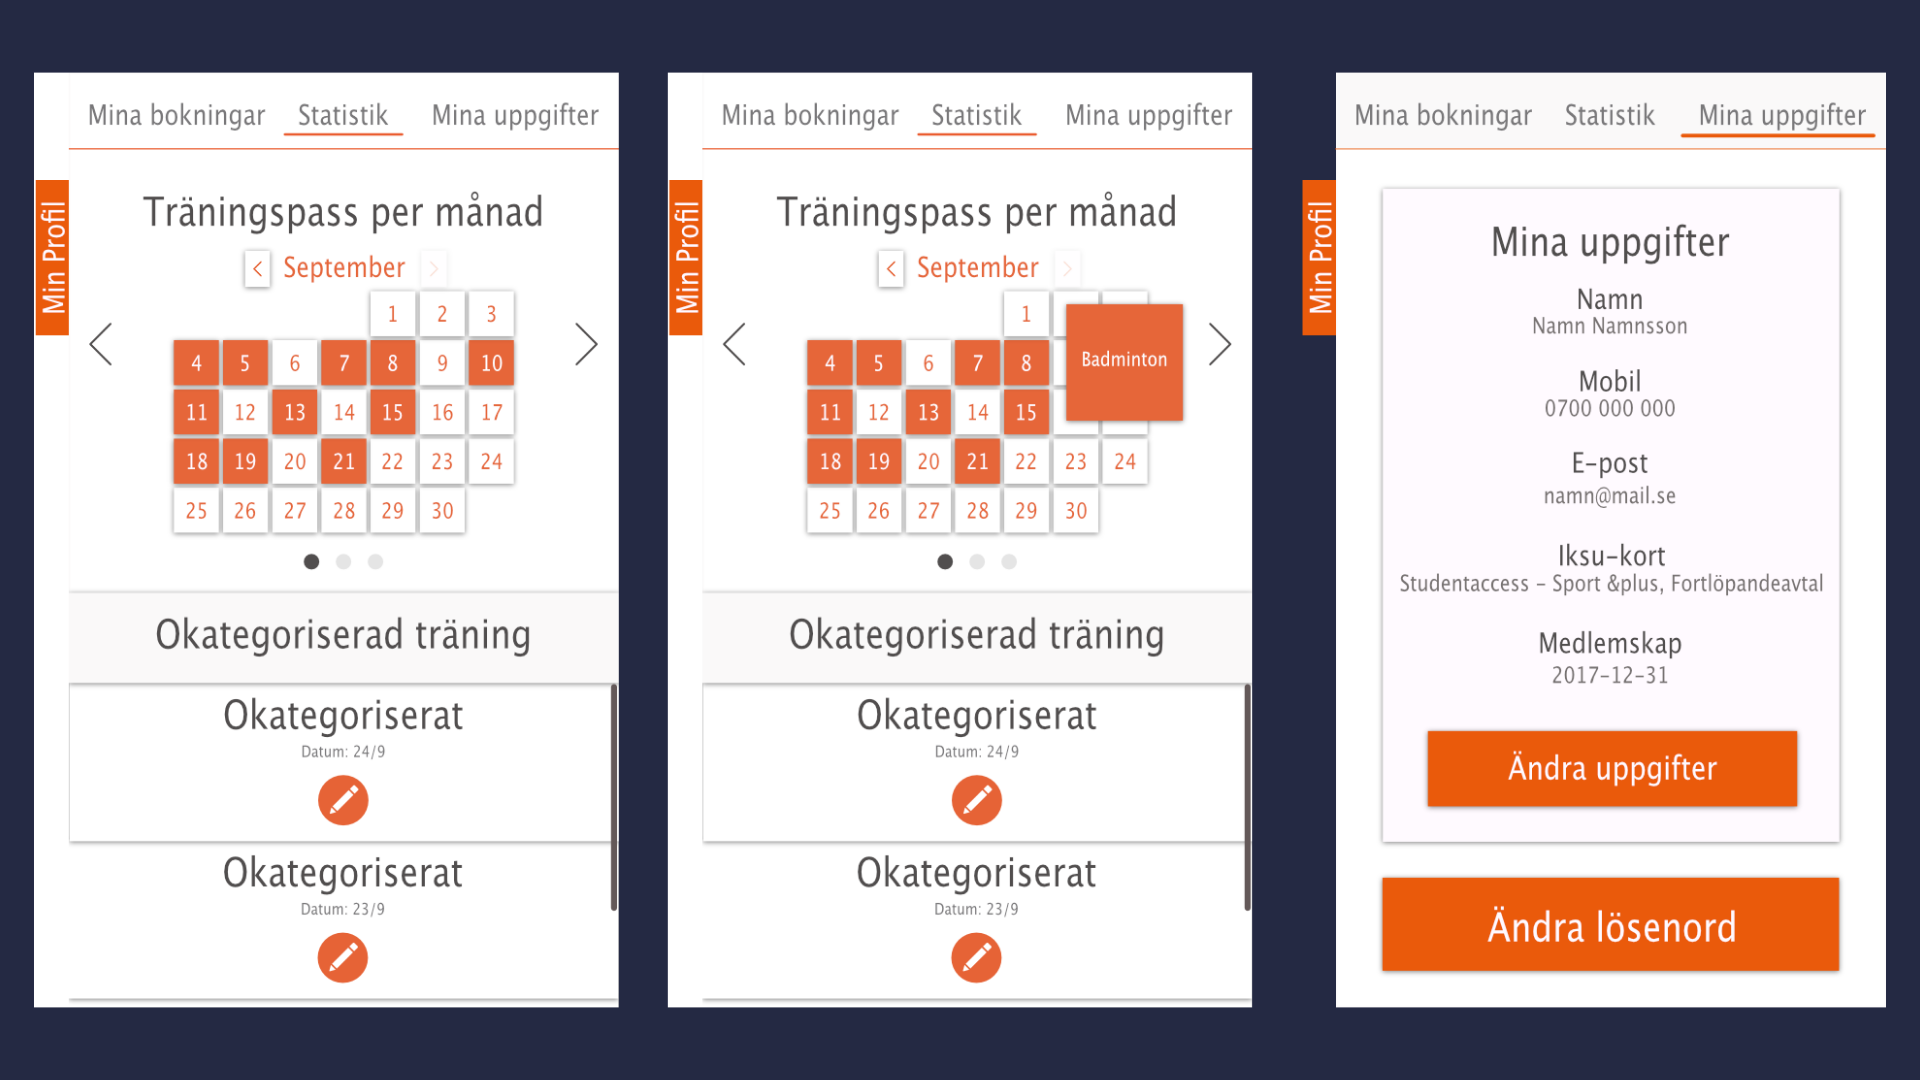 Mina bokningar Statistik Mina uppgifter
Min Profil
Träningspass per månad
< September >
1 2 3
4 5 6 7 8 9 10
11 12 13 14 15 16 17
18 19 20 21 22 23 24
25 26 27 28 29 30
Okategoriserad träning
Okategoriserat
Datum: 24/9
Okategoriserat
Datum: 23/9
Mina bokningar Statistik Mina uppgifter
Min Profil
Träningspass per månad
< September >
1
4 5 6 7 8
Badminton
11 12 13 14 15
18 19 20 21 22 23 24
25 26 27 28 29 30
Okategoriserad träning
Okategoriserat
Datum: 24/9
Okategoriserat
Datum: 23/9
Mina bokningar Statistik Mina uppgifter
Min Profil
Mina uppgifter
Namn
Namn Namnsson
Mobil
0700 000 000
E-post
namn@mail.se
Iksu-kort
Studentaccess - Sport &plus, Fortlöpandeavtal
Medlemskap
2017-12-31
Ändra uppgifter
Ändra lösenord